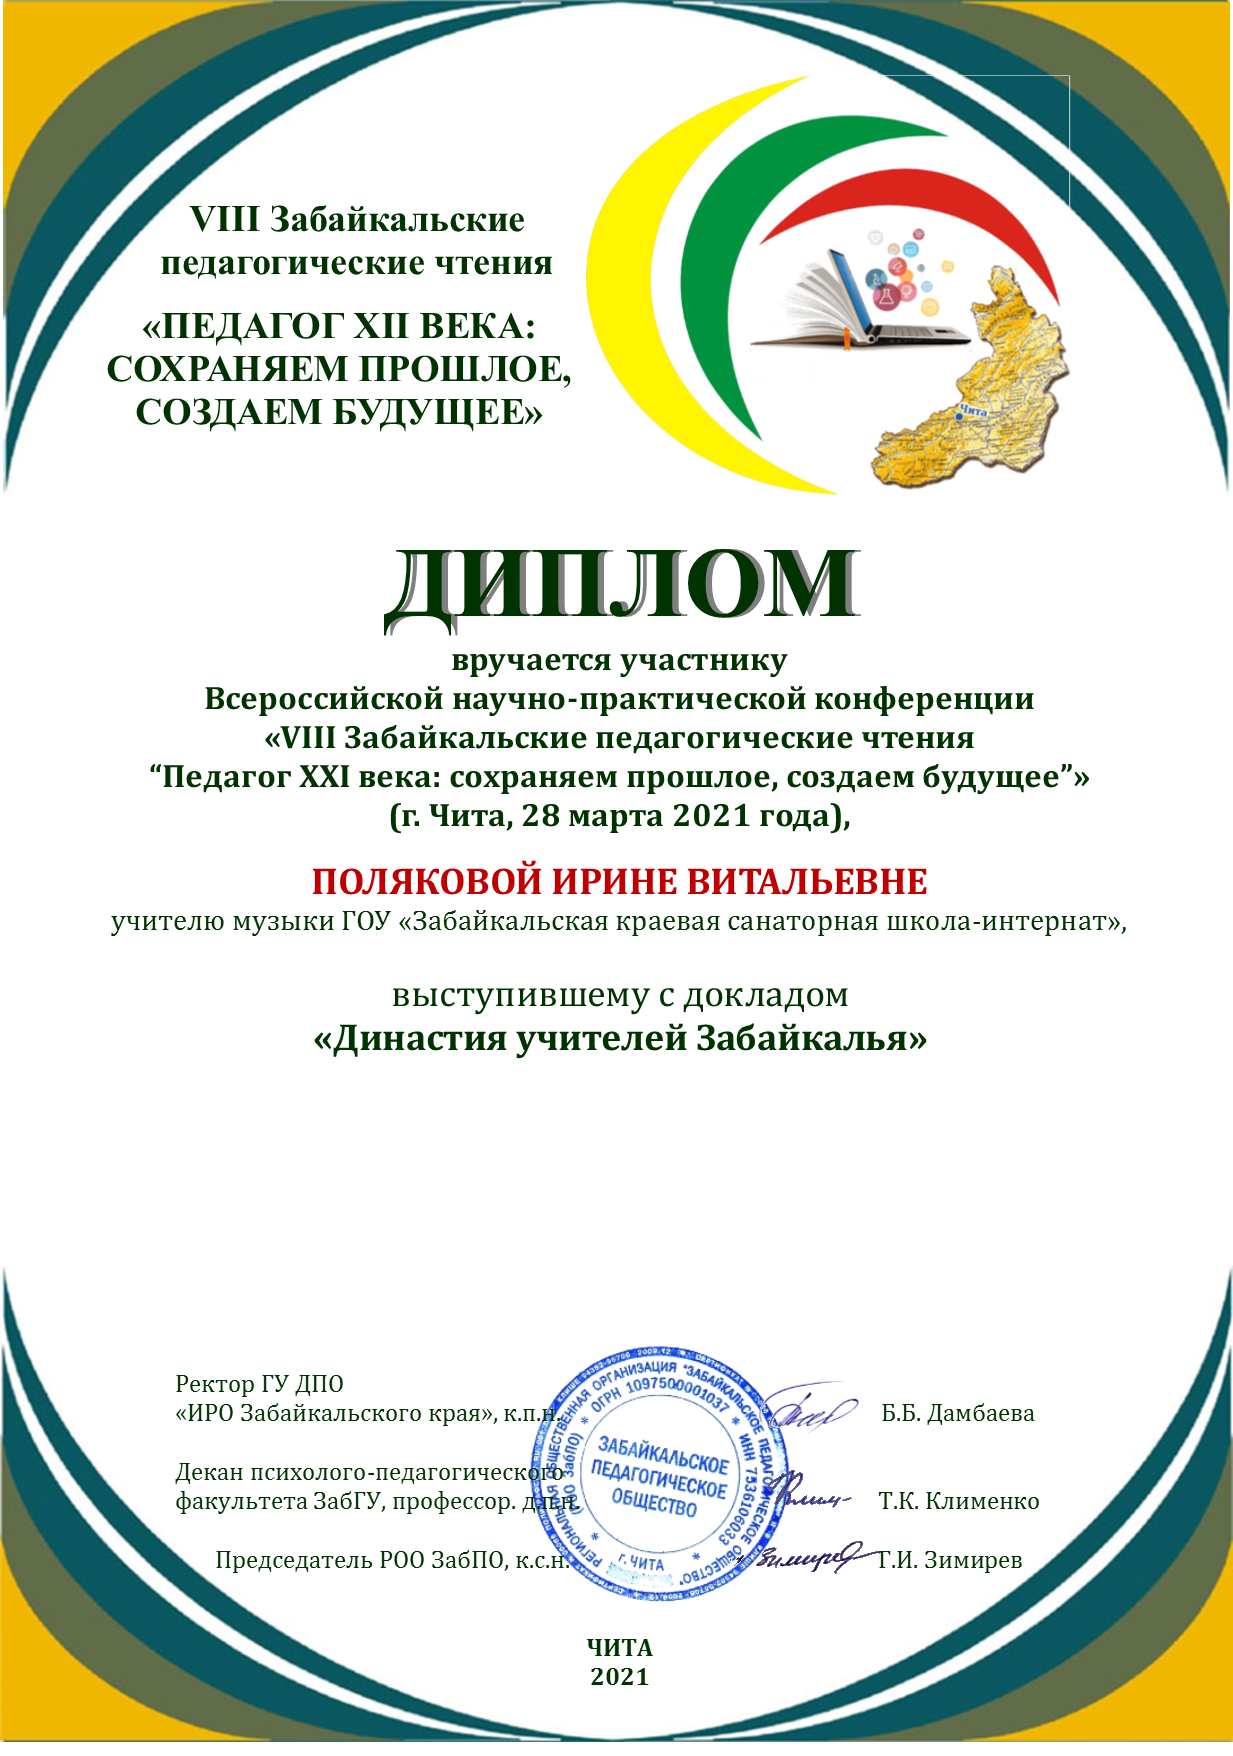 VIII Забайкальские
педагогические чтения
«ПЕДАГОГ XII ВЕКА:
СОХРАНЯЕМ ПРОШЛОЕ,
СОЗДАЕМ БУДУЩЕЕ»
Чита
ДИПЛОМ
вручается участнику
Всероссийской научно-практической конференции
«VIII Забайкальские педагогические чтения
“Педагог XXI века: сохраняем прошлое, создаем будущее”»
(г. Чита, 28 марта 2021 года),
ПОЛЯКОВОЙ ИРИНЕ ВИТАЛЬЕВНЕ
учителю музыки ГОУ «Забайкальская краевая санаторная школа-интернат»,
выступившему с докладом
«Династия учителей Забайкалья»
Ректор ГУ ДПО
«ИРО Забайкальского края», к.п.н. Б.Б. Дамбаева
Декан психолого-педагогического
факультета ЗабГУ, профессор. д.п.н. Т.К. Клименко
Председатель РОО ЗабПО, к.с.н. Г.И. Зимирев
РЕГИОНАЛЬНАЯ ОБЩЕСТВЕННАЯ ОРГАНИЗАЦИЯ "ЗАБАЙКАЛЬСКОЕ ПЕДАГОГИЧЕСКОЕ ОБЩЕСТВО"
(РОО ЗабПО) * ОГРН 1097500001037 * ИНН 7536106033 *
ЗАБАЙКАЛЬСКОЕ
ПЕДАГОГИЧЕСКОЕ
ОБЩЕСТВО
г. ЧИТА
ЧИТА
2021